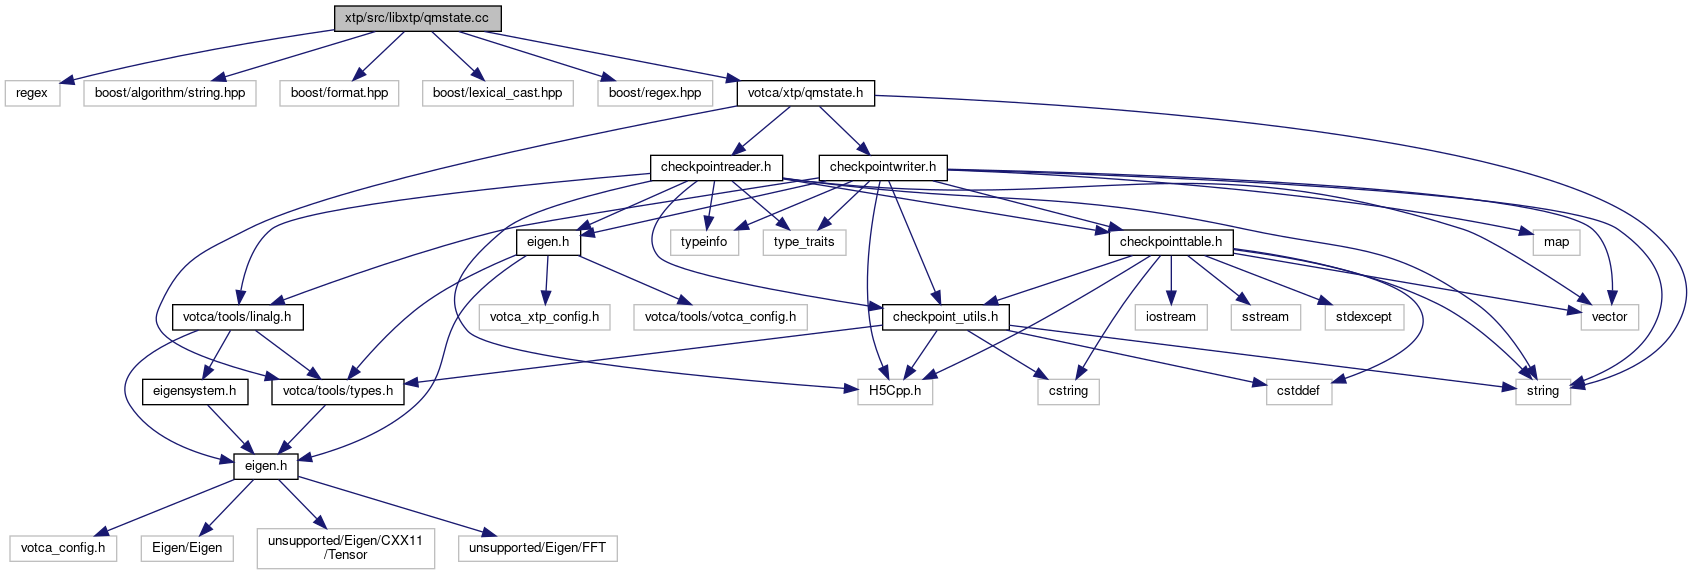 xtp/src/libxtp/qmstate.cc
regex
boost/algorithm/string.hpp
boost/format.hpp
boost/lexical_cast.hpp
boost/regex.hpp
votca/xtp/qmstate.h
checkpointreader.h
checkpointwriter.h
eigen.h
typeinfo
type_traits
checkpointtable.h
map
votca/tools/linalg.h
votca_xtp_config.h
votca/tools/votca_config.h
checkpoint_utils.h
iostream
sstream
stdexcept
vector
eigensystem.h
votca/tools/types.h
H5Cpp.h
cstring
cstddef
string
eigen.h
votca_config.h
Eigen/Eigen
unsupported/Eigen/CXX11
/Tensor
unsupported/Eigen/FFT